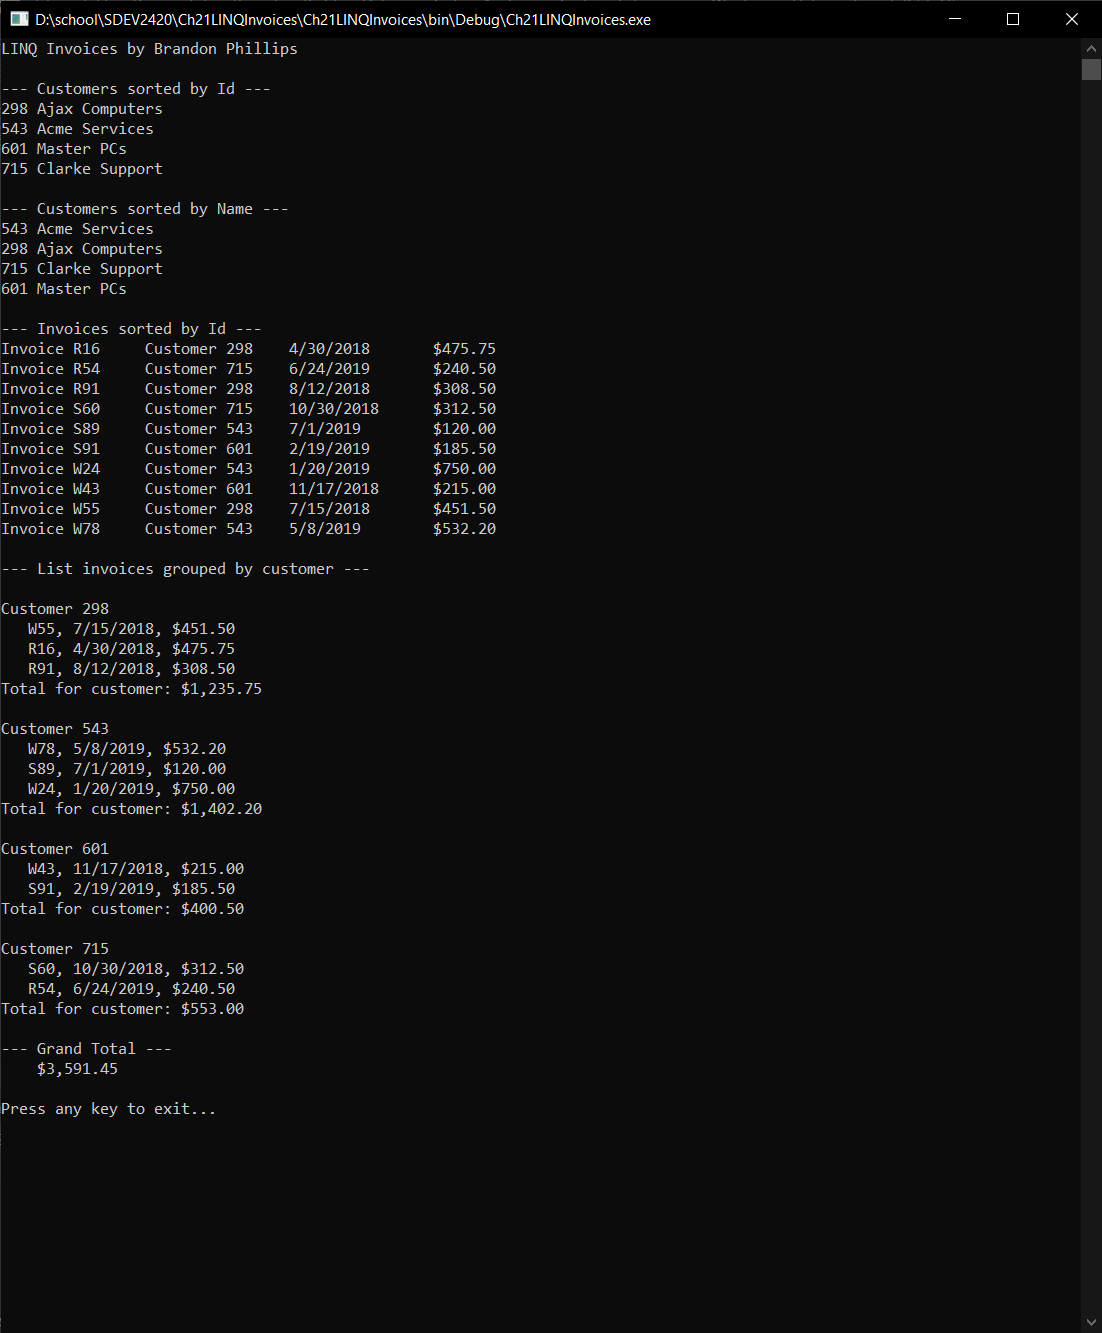 D:\school\SDEV2420\Ch21LINQInvoices\Ch21LINQInvoices\bin\Debug\Ch21LINQInvoices.exe
LINQ Invoices by Brandon Phillips
--- Customers sorted by Id ---
298 Ajax Computers
543 Acme Services
601 Master PCs
715 Clarke Support
--- Customers sorted by Name ---
543 Acme Services
298 Ajax Computers
715 Clarke Support
601 Master PCs
--- Invoices sorted by Id ---
Invoice R16     Customer 298    4/30/2018       $475.75
Invoice R54     Customer 715    6/24/2019       $240.50
Invoice R91     Customer 298    8/12/2018       $308.50
Invoice S60     Customer 715    10/30/2018      $312.50
Invoice S89     Customer 543    7/1/2019        $120.00
Invoice S91     Customer 601    2/19/2019       $185.50
Invoice W24     Customer 543    1/20/2019       $750.00
Invoice W43     Customer 601    11/17/2018      $215.00
Invoice W55     Customer 298    7/15/2018       $451.50
Invoice W78     Customer 543    5/8/2019        $532.20
--- List invoices grouped by customer ---
Customer 298
   W55, 7/15/2018, $451.50
   R16, 4/30/2018, $475.75
   R91, 8/12/2018, $308.50
Total for customer: $1,235.75
Customer 543
   W78, 5/8/2019, $532.20
   S89, 7/1/2019, $120.00
   W24, 1/20/2019, $750.00
Total for customer: $1,402.20
Customer 601
   W43, 11/17/2018, $215.00
   S91, 2/19/2019, $185.50
Total for customer: $400.50
Customer 715
   S60, 10/30/2018, $312.50
   R54, 6/24/2019, $240.50
Total for customer: $553.00
--- Grand Total ---
    $3,591.45
Press any key to exit...